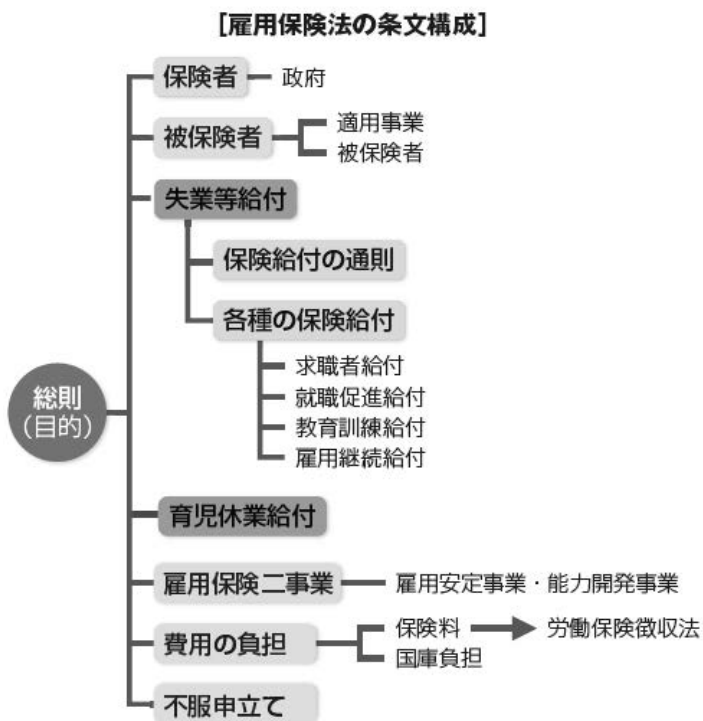 [雇用保険法の条文構成]
保険者
政府
被保険者
適用事業
被保険者
失業等給付
保険給付の通則
各種の保険給付
求職者給付
就職促進給付
教育訓練給付
雇用継続給付
総則
(目的)
育児休業給付
雇用保険二事業
雇用安定事業・能力開発事業
費用の負担
保険料
労働保険徴収法
国庫負担
不服申立て